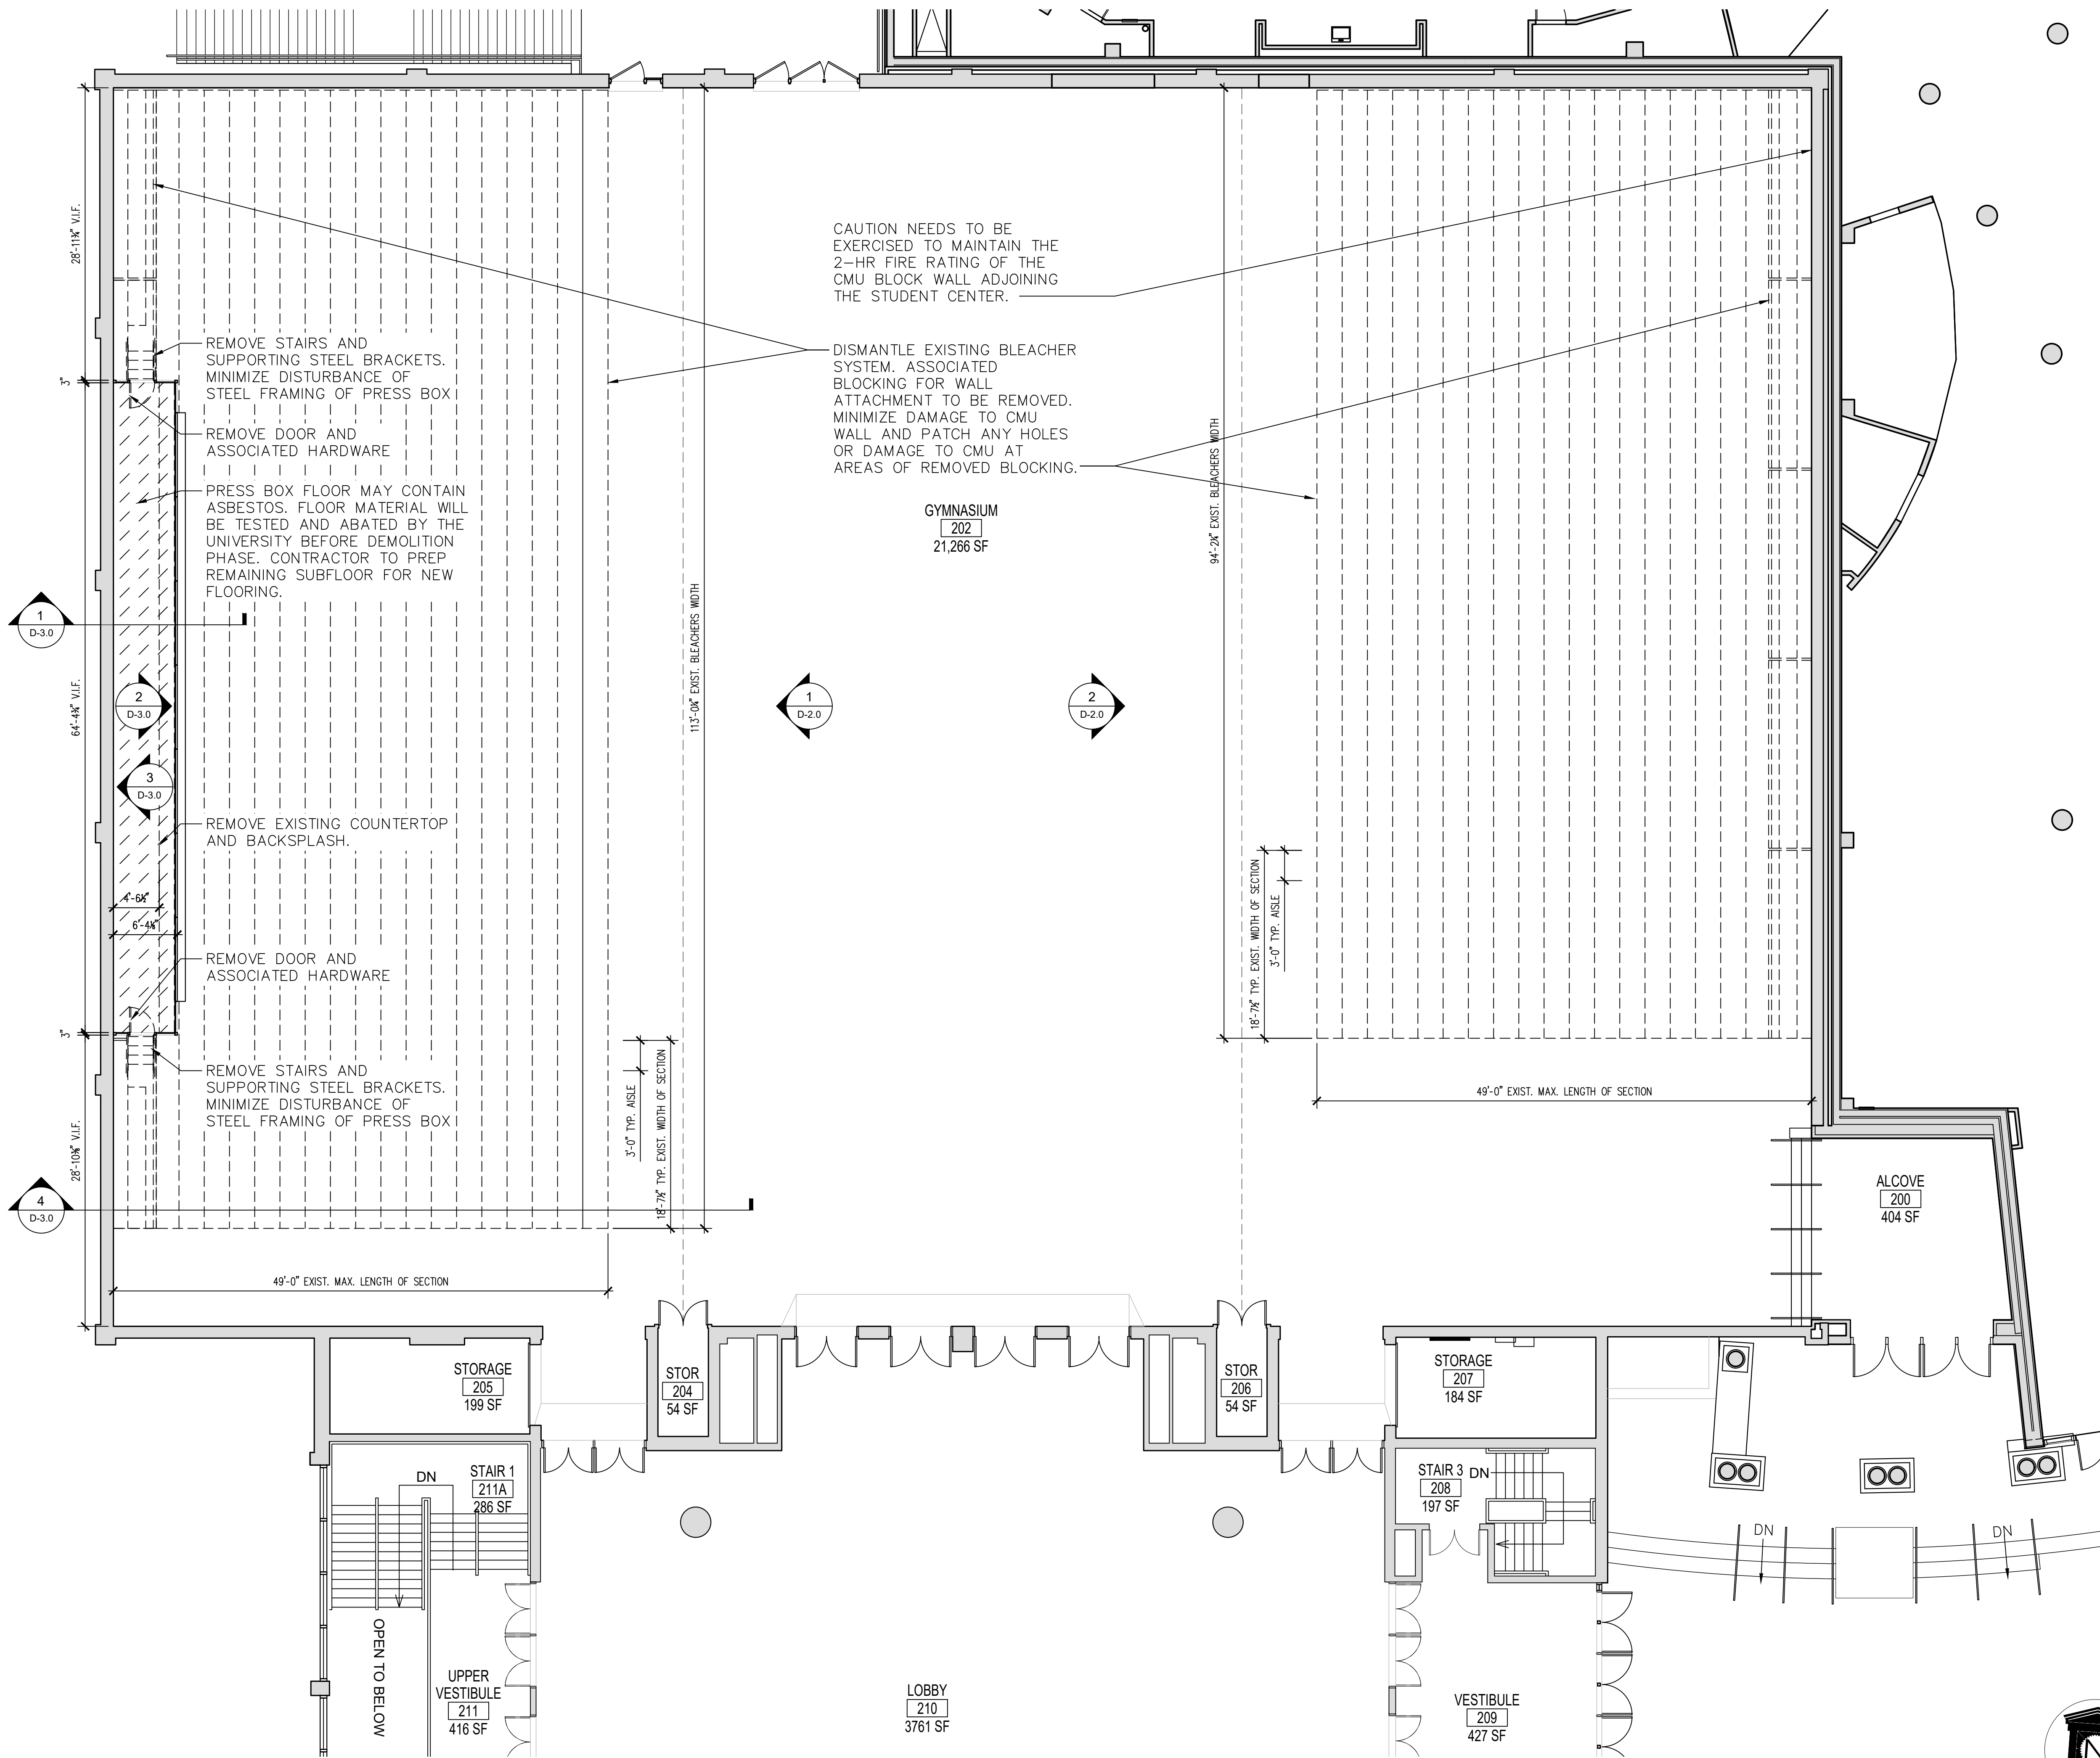 CAUTION NEEDS TO BE
EXERCISED TO MAINTAIN THE
2-HR FIRE RATING OF THE
CMU BLOCK WALL ADJOINING
THE STUDENT CENTER.
DISMANTLE EXISTING BLEACHER
SYSTEM. ASSOCIATED
BLOCKING FOR WALL
ATTACHMENT TO BE REMOVED.
MINIMIZE DAMAGE TO CMU
WALL AND PATCH ANY HOLES
OR DAMAGE TO CMU AT
AREAS OF REMOVED BLOCKING.
REMOVE STAIRS AND
SUPPORTING STEEL BRACKETS.
MINIMIZE DISTURBANCE OF
STEEL FRAMING OF PRESS BOX
REMOVE DOOR AND
ASSOCIATED HARDWARE
PRESS BOX FLOOR MAY CONTAIN
ASBESTOS. FLOOR MATERIAL WILL
BE TESTED AND ABATED BY THE
UNIVERSITY BEFORE DEMOLITION
PHASE. CONTRACTOR TO PREP
REMAINING SUBFLOOR FOR NEW
FLOORING.
REMOVE EXISTING COUNTERTOP
AND BACKSPLASH.
REMOVE DOOR AND
ASSOCIATED HARDWARE
REMOVE STAIRS AND
SUPPORTING STEEL BRACKETS.
MINIMIZE DISTURBANCE OF
STEEL FRAMING OF PRESS BOX
28'-11¾" V.I.F.
3"
64'-4¾" V.I.F.
3"
28'-10⅜" V.I.F.
4'-6½"
6'-4⅛"
1
D-3.0
2
D-3.0
3
D-3.0
4
D-3.0
1
D-2.0
2
D-2.0
GYMNASIUM
202
21,266 SF
113'-0¼" EXIST. BLEACHERS WIDTH
94'-2¼" EXIST. BLEACHERS WIDTH
18'-7½" TYP. EXIST. WIDTH OF SECTION
3'-0" TYP. AISLE
3'-0" TYP. AISLE
18'-7½" TYP. EXIST. WIDTH OF SECTION
49'-0" EXIST. MAX. LENGTH OF SECTION
49'-0" EXIST. MAX. LENGTH OF SECTION
ALCOVE
200
404 SF
STORAGE
205
199 SF
STOR
204
54 SF
STOR
206
54 SF
STORAGE
207
184 SF
STAIR 1
211A
286 SF
DN
STAIR 3
208
197 SF
DN
DN
DN
OPEN TO BELOW
UPPER
VESTIBULE
211
416 SF
LOBBY
210
3761 SF
VESTIBULE
209
427 SF